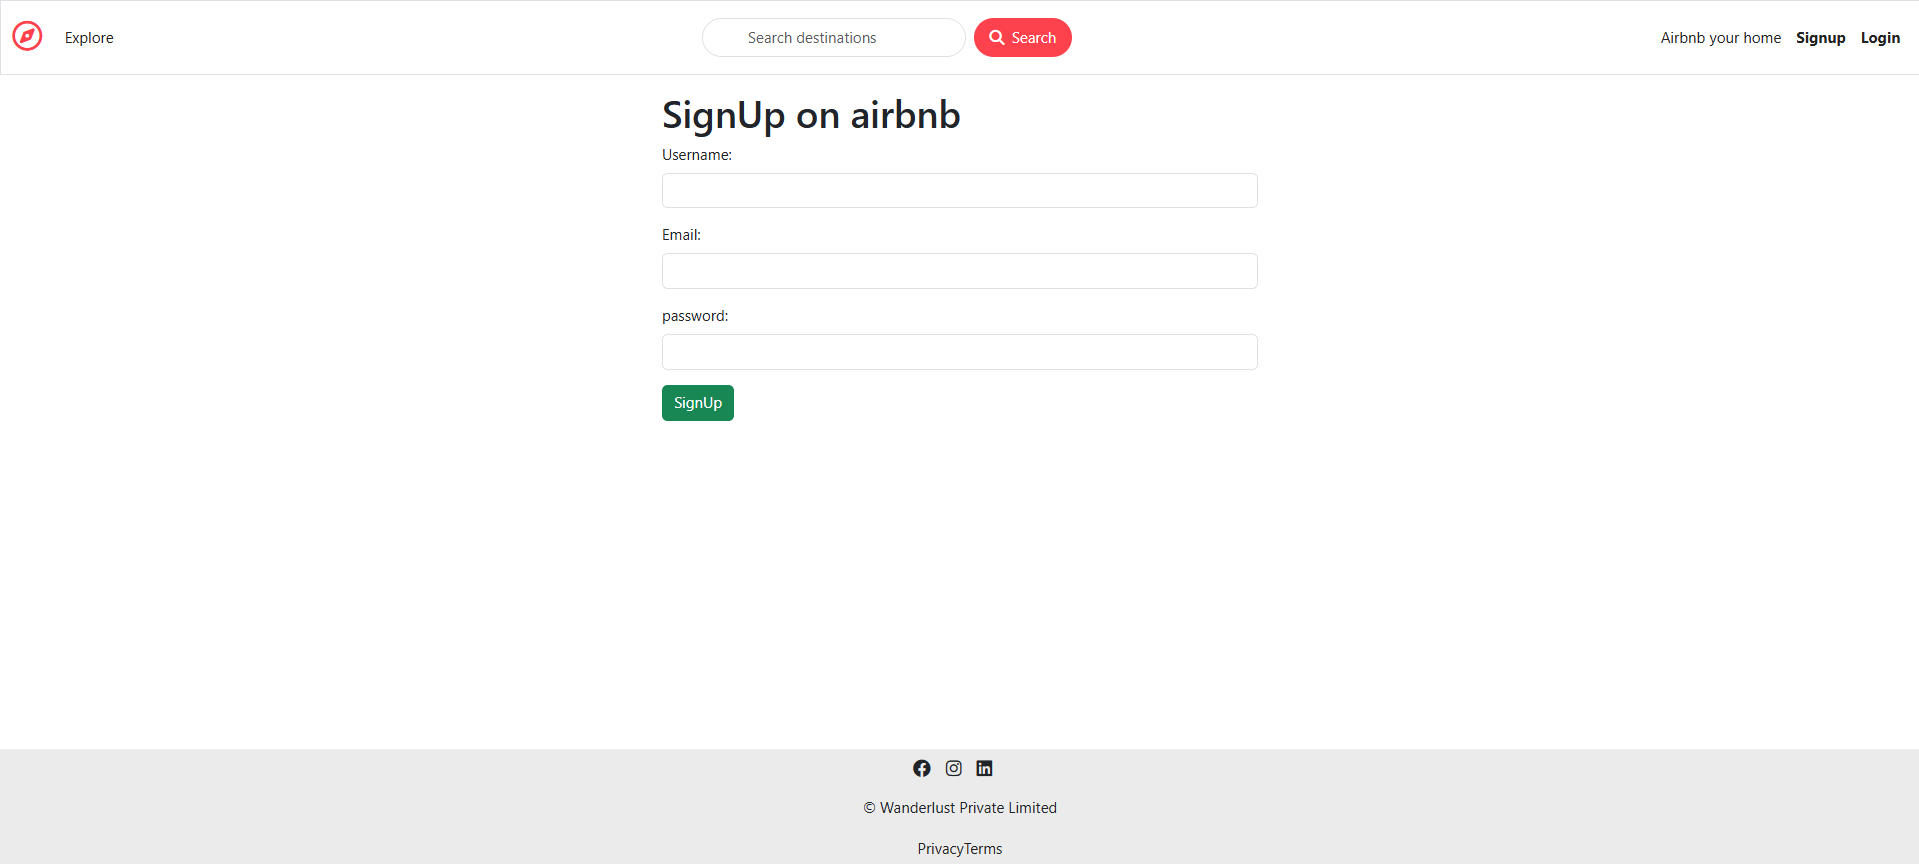 Explore
Search destinations
Search
Airbnb your home Signup Login
SignUp on airbnb
Username:
Email:
password:
SignUp
© Wanderlust Private Limited
PrivacyTerms